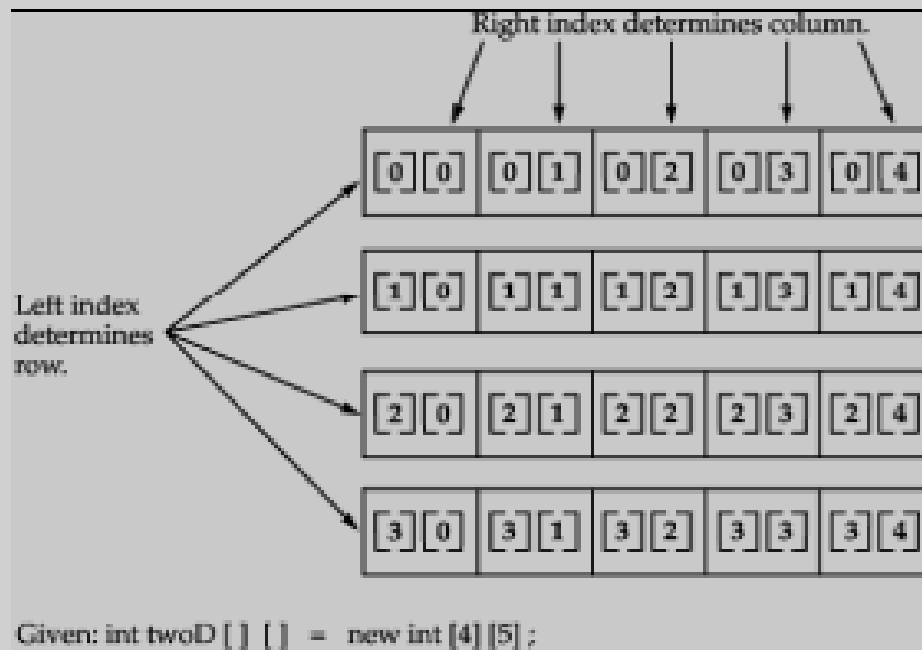 Right index determines column.
[0][0] [0][1] [0][2] [0][3] [0][4]
[1][0] [1][1] [1][2] [1][3] [1][4]
Left index
determines
row.
[2][0] [2][1] [2][2] [2][3] [2][4]
[3][0] [3][1] [3][2] [3][3] [3][4]
Given: int twoD [ ] [ ] = new int [4] [5] ;